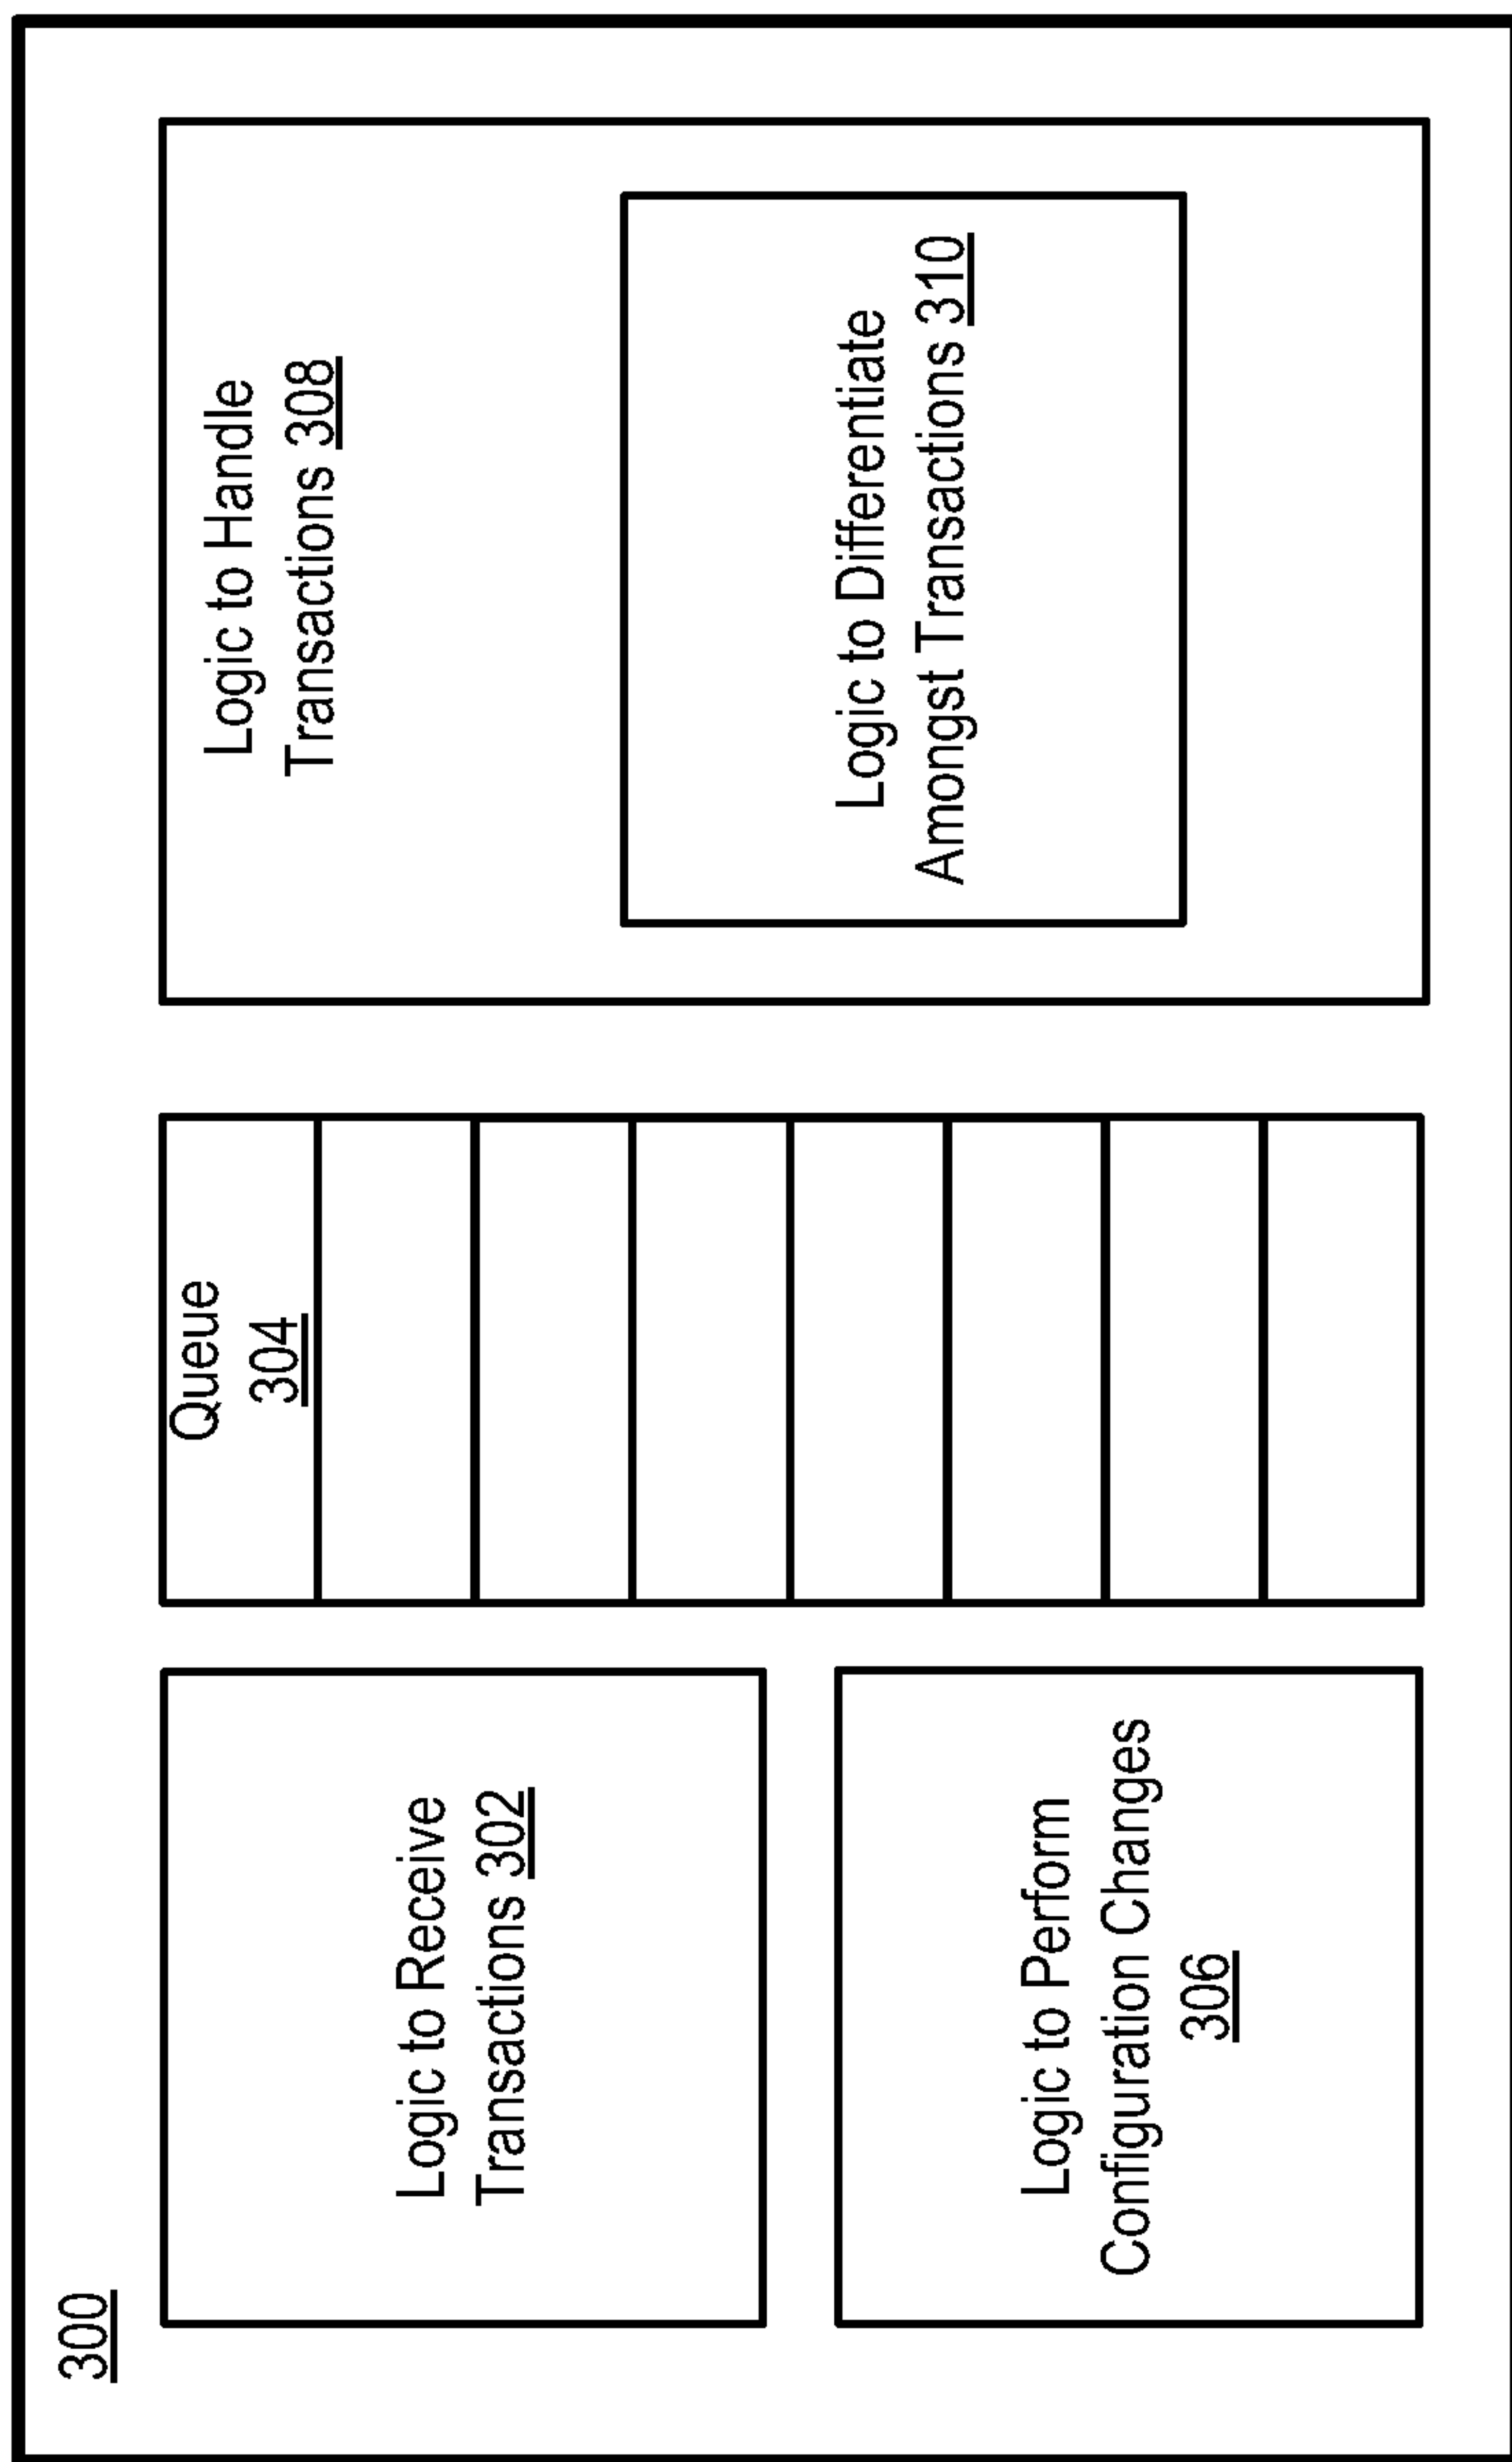 300
Logic to Receive
Transactions 302
Logic to Perform
Configuration Changes
306
Queue
304
Logic to Handle
Transactions 308
Logic to Differentiate
Amongst Transactions 310